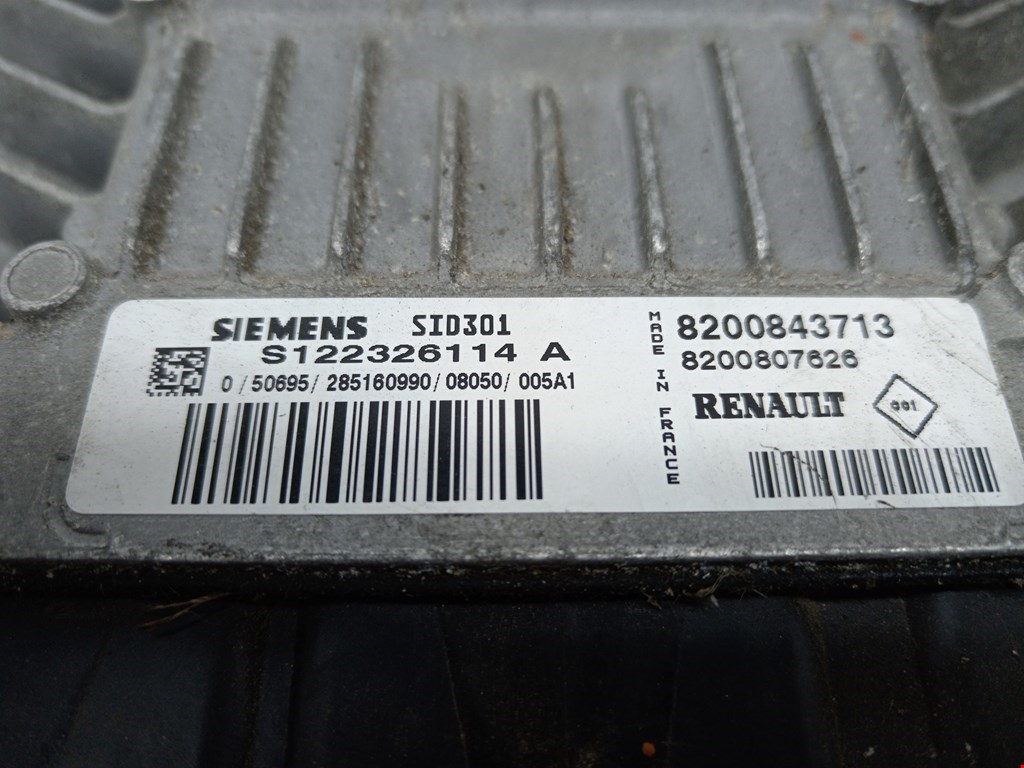 SIEMENS SID301
S122326114 A
0 / 50695 / 285160990 / 08050 / 005A1
MADE IN FRANCE
8200843713
8200807626
RENAULT
001